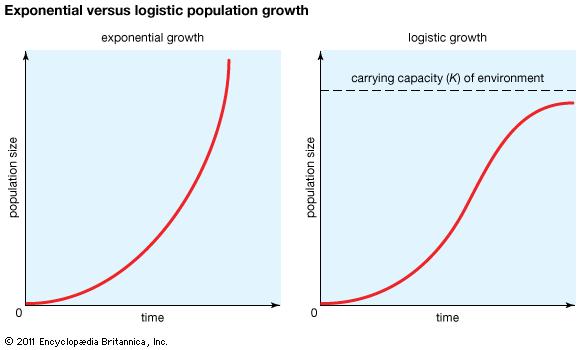 Exponential versus logistic population growth
exponential growth
population size
0
time
logistic growth
carrying capacity (K) of environment
population size
0
time
© 2011 Encyclopædia Britannica, Inc.